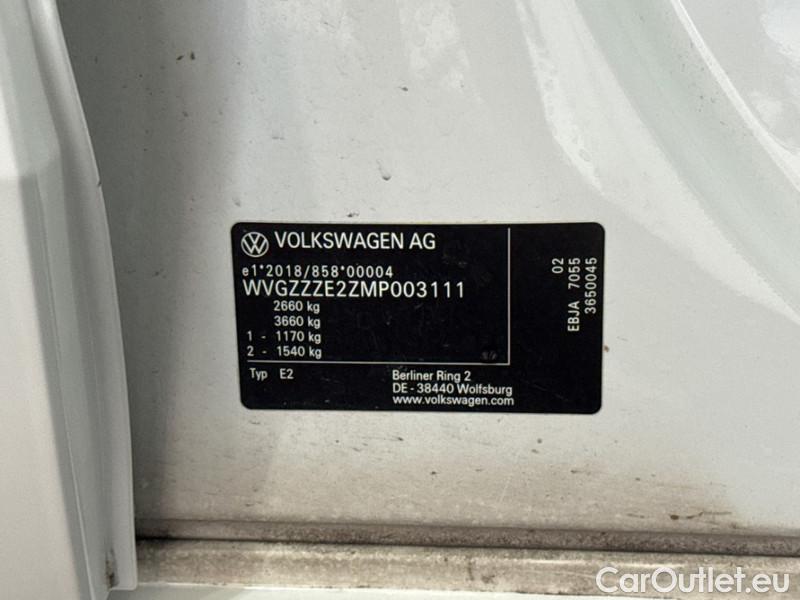 VOLKSWAGEN AG
e1*2018/858*00004
WVGZZZE2ZMP003111
2660 kg
3660 kg
1 - 1170 kg
2 - 1540 kg
Typ E2
Berliner Ring 2
DE - 38440 Wolfsburg
www.volkswagen.com
02
EBJA 7055
3650045
CarOutlet.eu